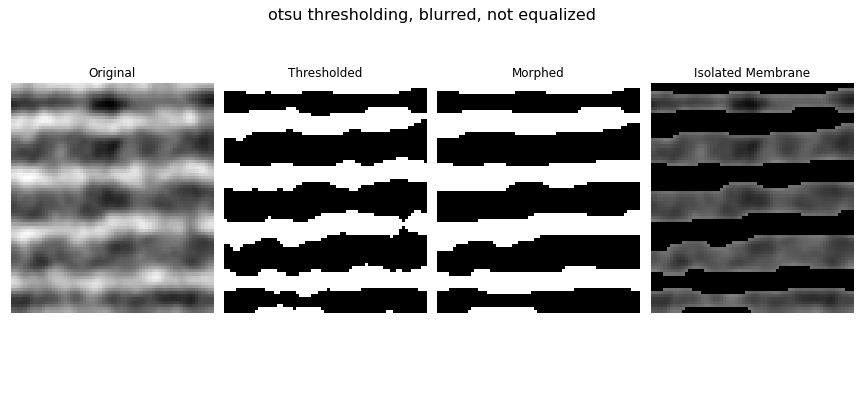 otsu thresholding, blurred, not equalized
Original
Thresholded
Morphed
Isolated Membrane